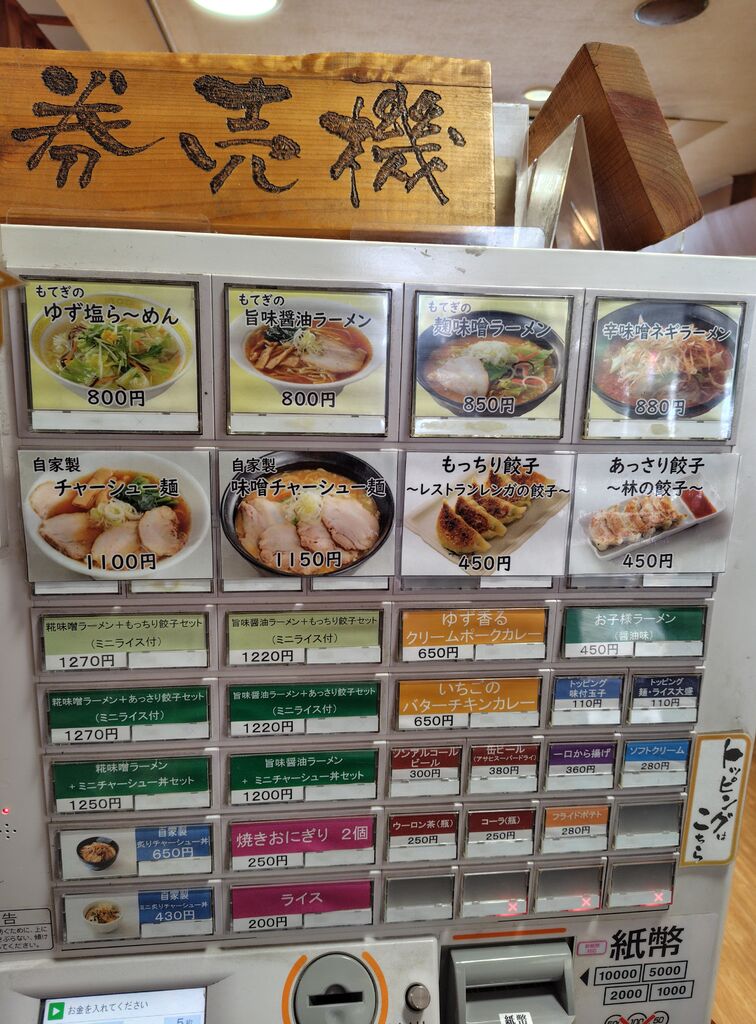 券売機
もてぎの
ゆず塩ら～めん
800円
もてぎの
旨味醤油ラーメン
800円
もてぎの
麹味噌ラーメン
850円
辛味噌ネギラーメン
880円
自家製
チャーシュー麺
1100円
自家製
味噌チャーシュー麺
1150円
もっちり餃子
～レストランレンガの餃子～
450円
あっさり餃子
～林の餃子～
450円
糀味噌ラーメン＋もっちり餃子セット
（ミニライス付）
1270円
旨味醤油ラーメン＋もっちり餃子セット
（ミニライス付）
1220円
ゆず香る
クリームポークカレー
650円
お子様ラーメン
（醤油味）
450円
糀味噌ラーメン＋あっさり餃子セット
（ミニライス付）
1270円
旨味醤油ラーメン＋あっさり餃子セット
（ミニライス付）
1220円
いちごの
バターチキンカレー
650円
トッピング
味付玉子
110円
トッピング
麺・ライス大盛
110円
糀味噌ラーメン
＋ミニチャーシュー丼セット
1250円
旨味醤油ラーメン
＋ミニチャーシュー丼セット
1200円
ノンアルコール
ビール
300円
缶ビール
（アサヒスーパードライ）
380円
一口から揚げ
360円
ソフトクリーム
280円
トッピングは
こちら
自家製
炙りチャーシュー丼
650円
焼きおにぎり 2個
250円
ウーロン茶（瓶）
250円
コーラ（瓶）
250円
フライドポテト
280円
自家製
ミニ炙りチャーシュー丼
430円
ライス
200円
告
お金を入れてください
紙幣
10000 5000
2000 1000
紙幣